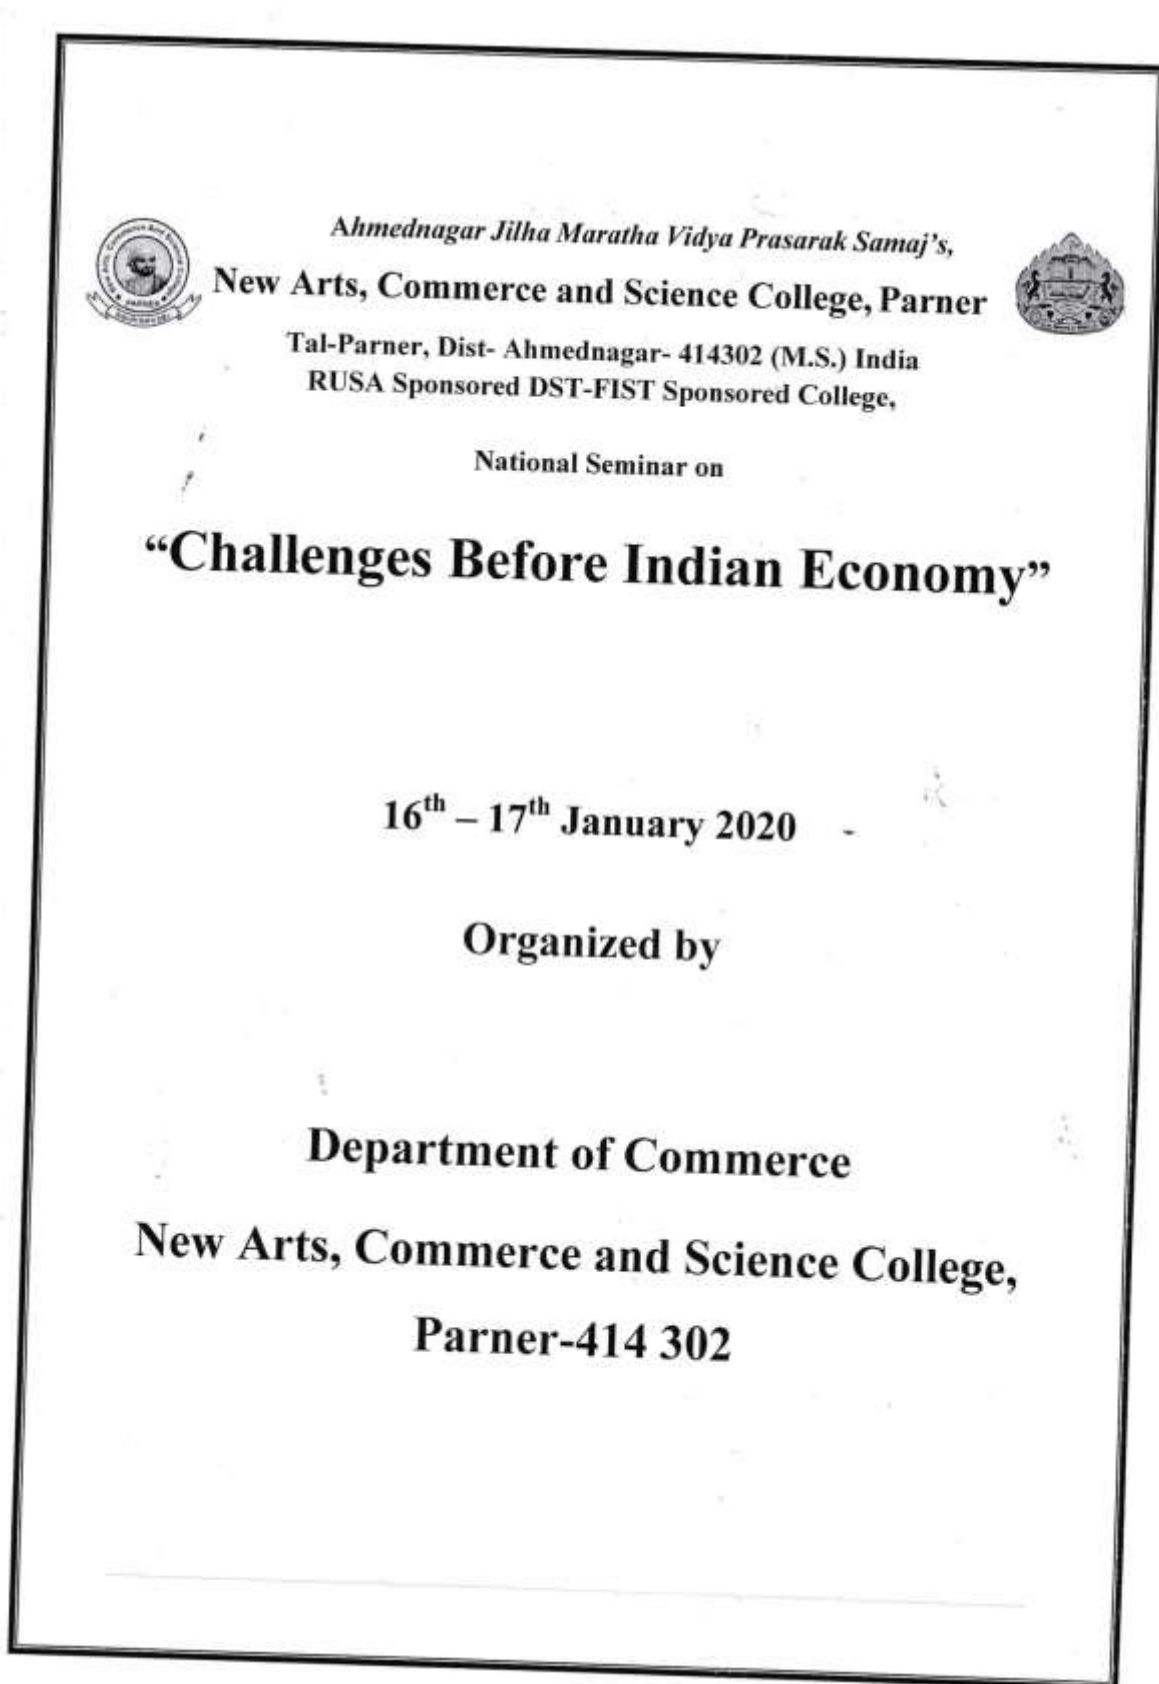 Ahmednagar Jilha Maratha Vidya Prasarak Samaj's,
New Arts, Commerce and Science College, Parner
Tal-Parner, Dist- Ahmednagar- 414302 (M.S.) India
RUSA Sponsored DST-FIST Sponsored College,
National Seminar on
“Challenges Before Indian Economy”
16th – 17th January 2020
Organized by
Department of Commerce
New Arts, Commerce and Science College,
Parner-414 302